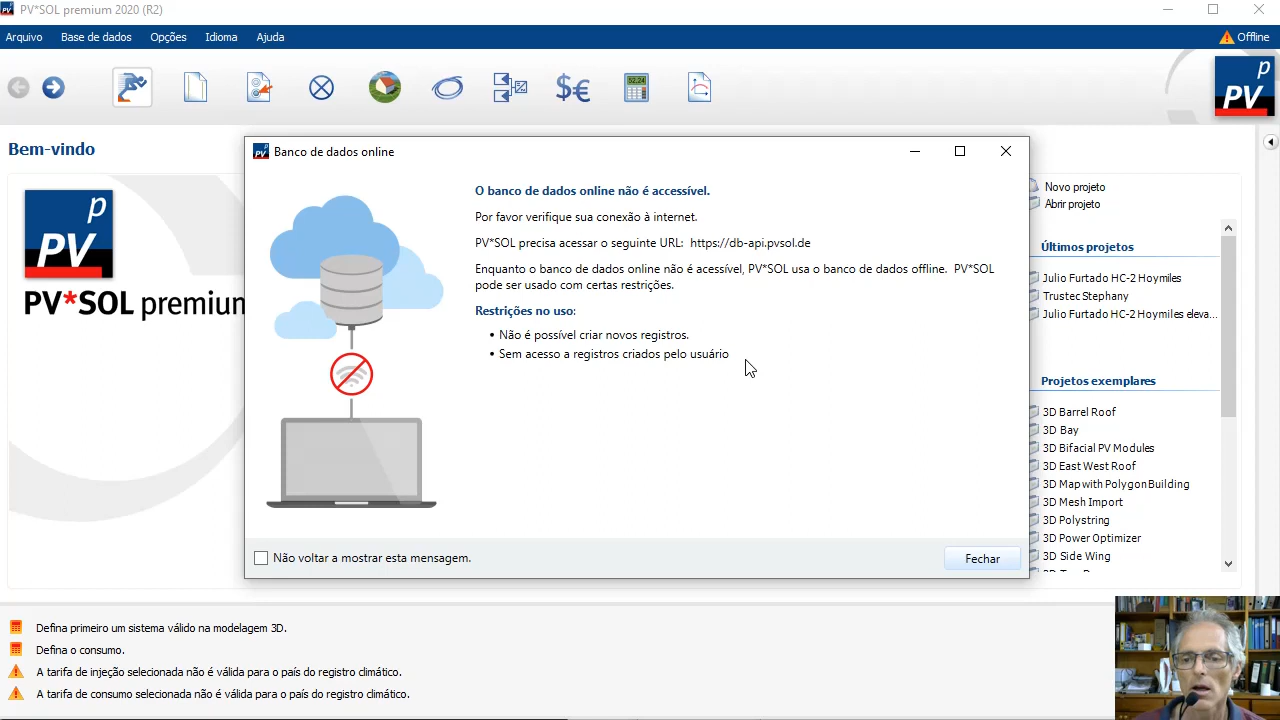 PV*SOL premium 2020 (R2)
Arquivo Base de dados Opções Idioma Ajuda
Offline
p
PV
Bem-vindo
p
PV
PV*SOL premium
Banco de dados online
O banco de dados online não é accessível.
Por favor verifique sua conexão à internet.
PV*SOL precisa acessar o seguinte URL: https://db-api.pvsol.de
Enquanto o banco de dados online não é acessível, PV*SOL usa o banco de dados offline. PV*SOL
pode ser usado com certas restrições.
Restrições no uso:
• Não é possível criar novos registros.
• Sem acesso a registros criados pelo usuário
Não voltar a mostrar esta mensagem.
Fechar
Novo projeto
Abrir projeto
Últimos projetos
Julio Furtado HC-2 Hoymiles
Trustec Stephany
Julio Furtado HC-2 Hoymiles eleva...
Projetos exemplares
3D Barrel Roof
3D Bay
3D Bifacial PV Modules
3D East West Roof
3D Map with Polygon Building
3D Mesh Import
3D Polystring
3D Power Optimizer
3D Side Wing
Defina primeiro um sistema válido na modelagem 3D.
Defina o consumo.
A tarifa de injeção selecionada não é válida para o país do registro climático.
A tarifa de consumo selecionada não é válida para o país do registro climático.